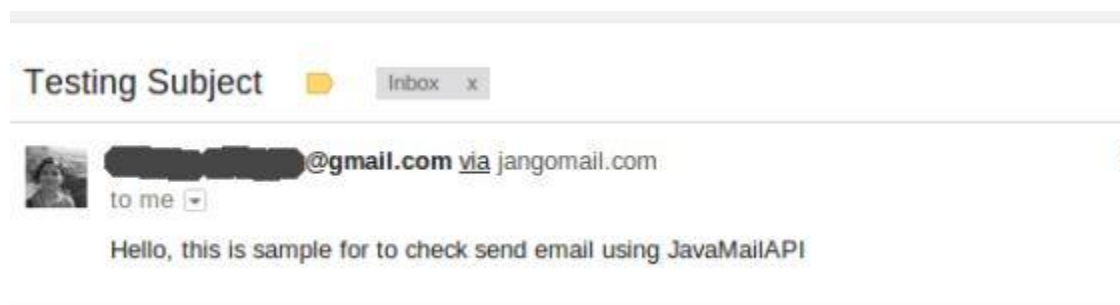 Testing Subject Inbox x
@gmail.com via jangomail.com
to me
Hello, this is sample for to check send email using JavaMailAPI